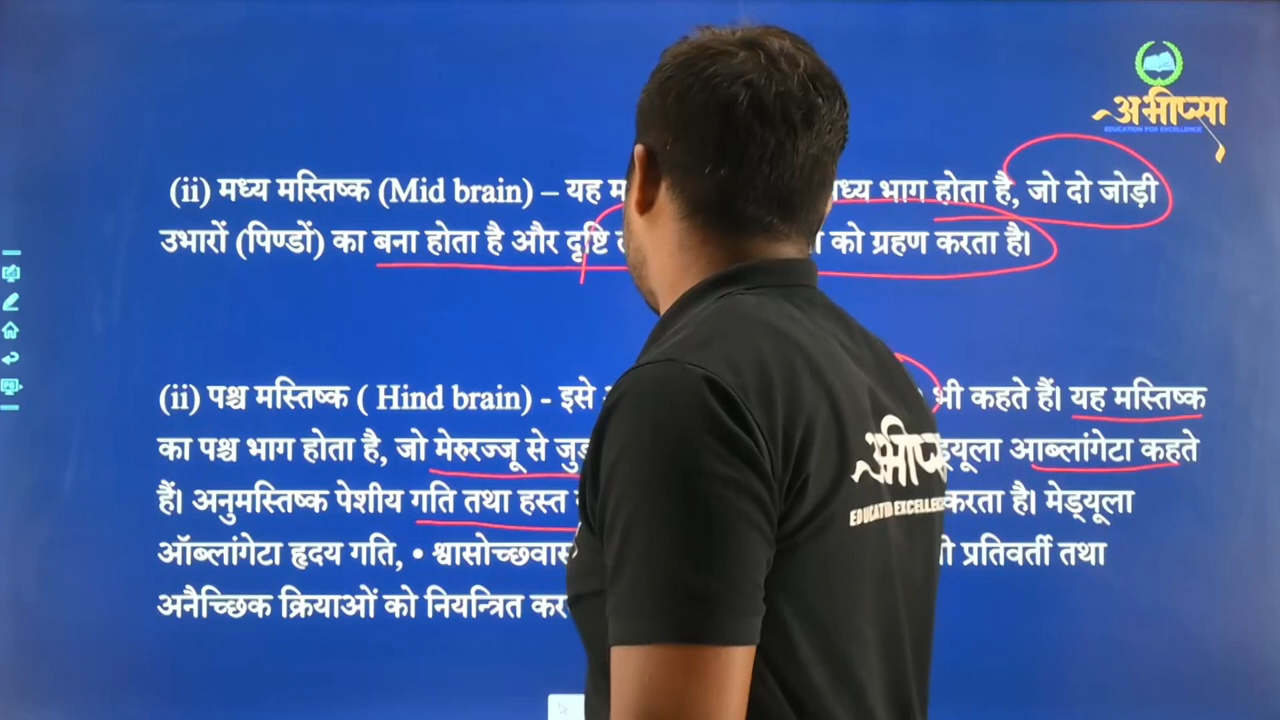 अभीप्सा
EDUCATION FOR EXCELLENCE
(ii) मध्य मस्तिष्क (Mid brain) – यह मध्य भाग होता है, जो दो जोड़ी
उभारों (पिण्डों) का बना होता है और दृष्टि को ग्रहण करता है।
(ii) पश्च मस्तिष्क ( Hind brain) - इसे भी कहते हैं। यह मस्तिष्क
का पश्च भाग होता है, जो मेरुरज्जू से आब्लांगेटा कहते
हैं। अनुमस्तिष्क पेशीय गति तथा हस्त करता है। मेड्यूला
ऑब्लांगेटा हृदय गति, • प्रतिवर्ती तथा
अनैच्छिक क्रियाओं को नियन्त्रित
अभीप्सा
EDUCATION EXCELLENCE